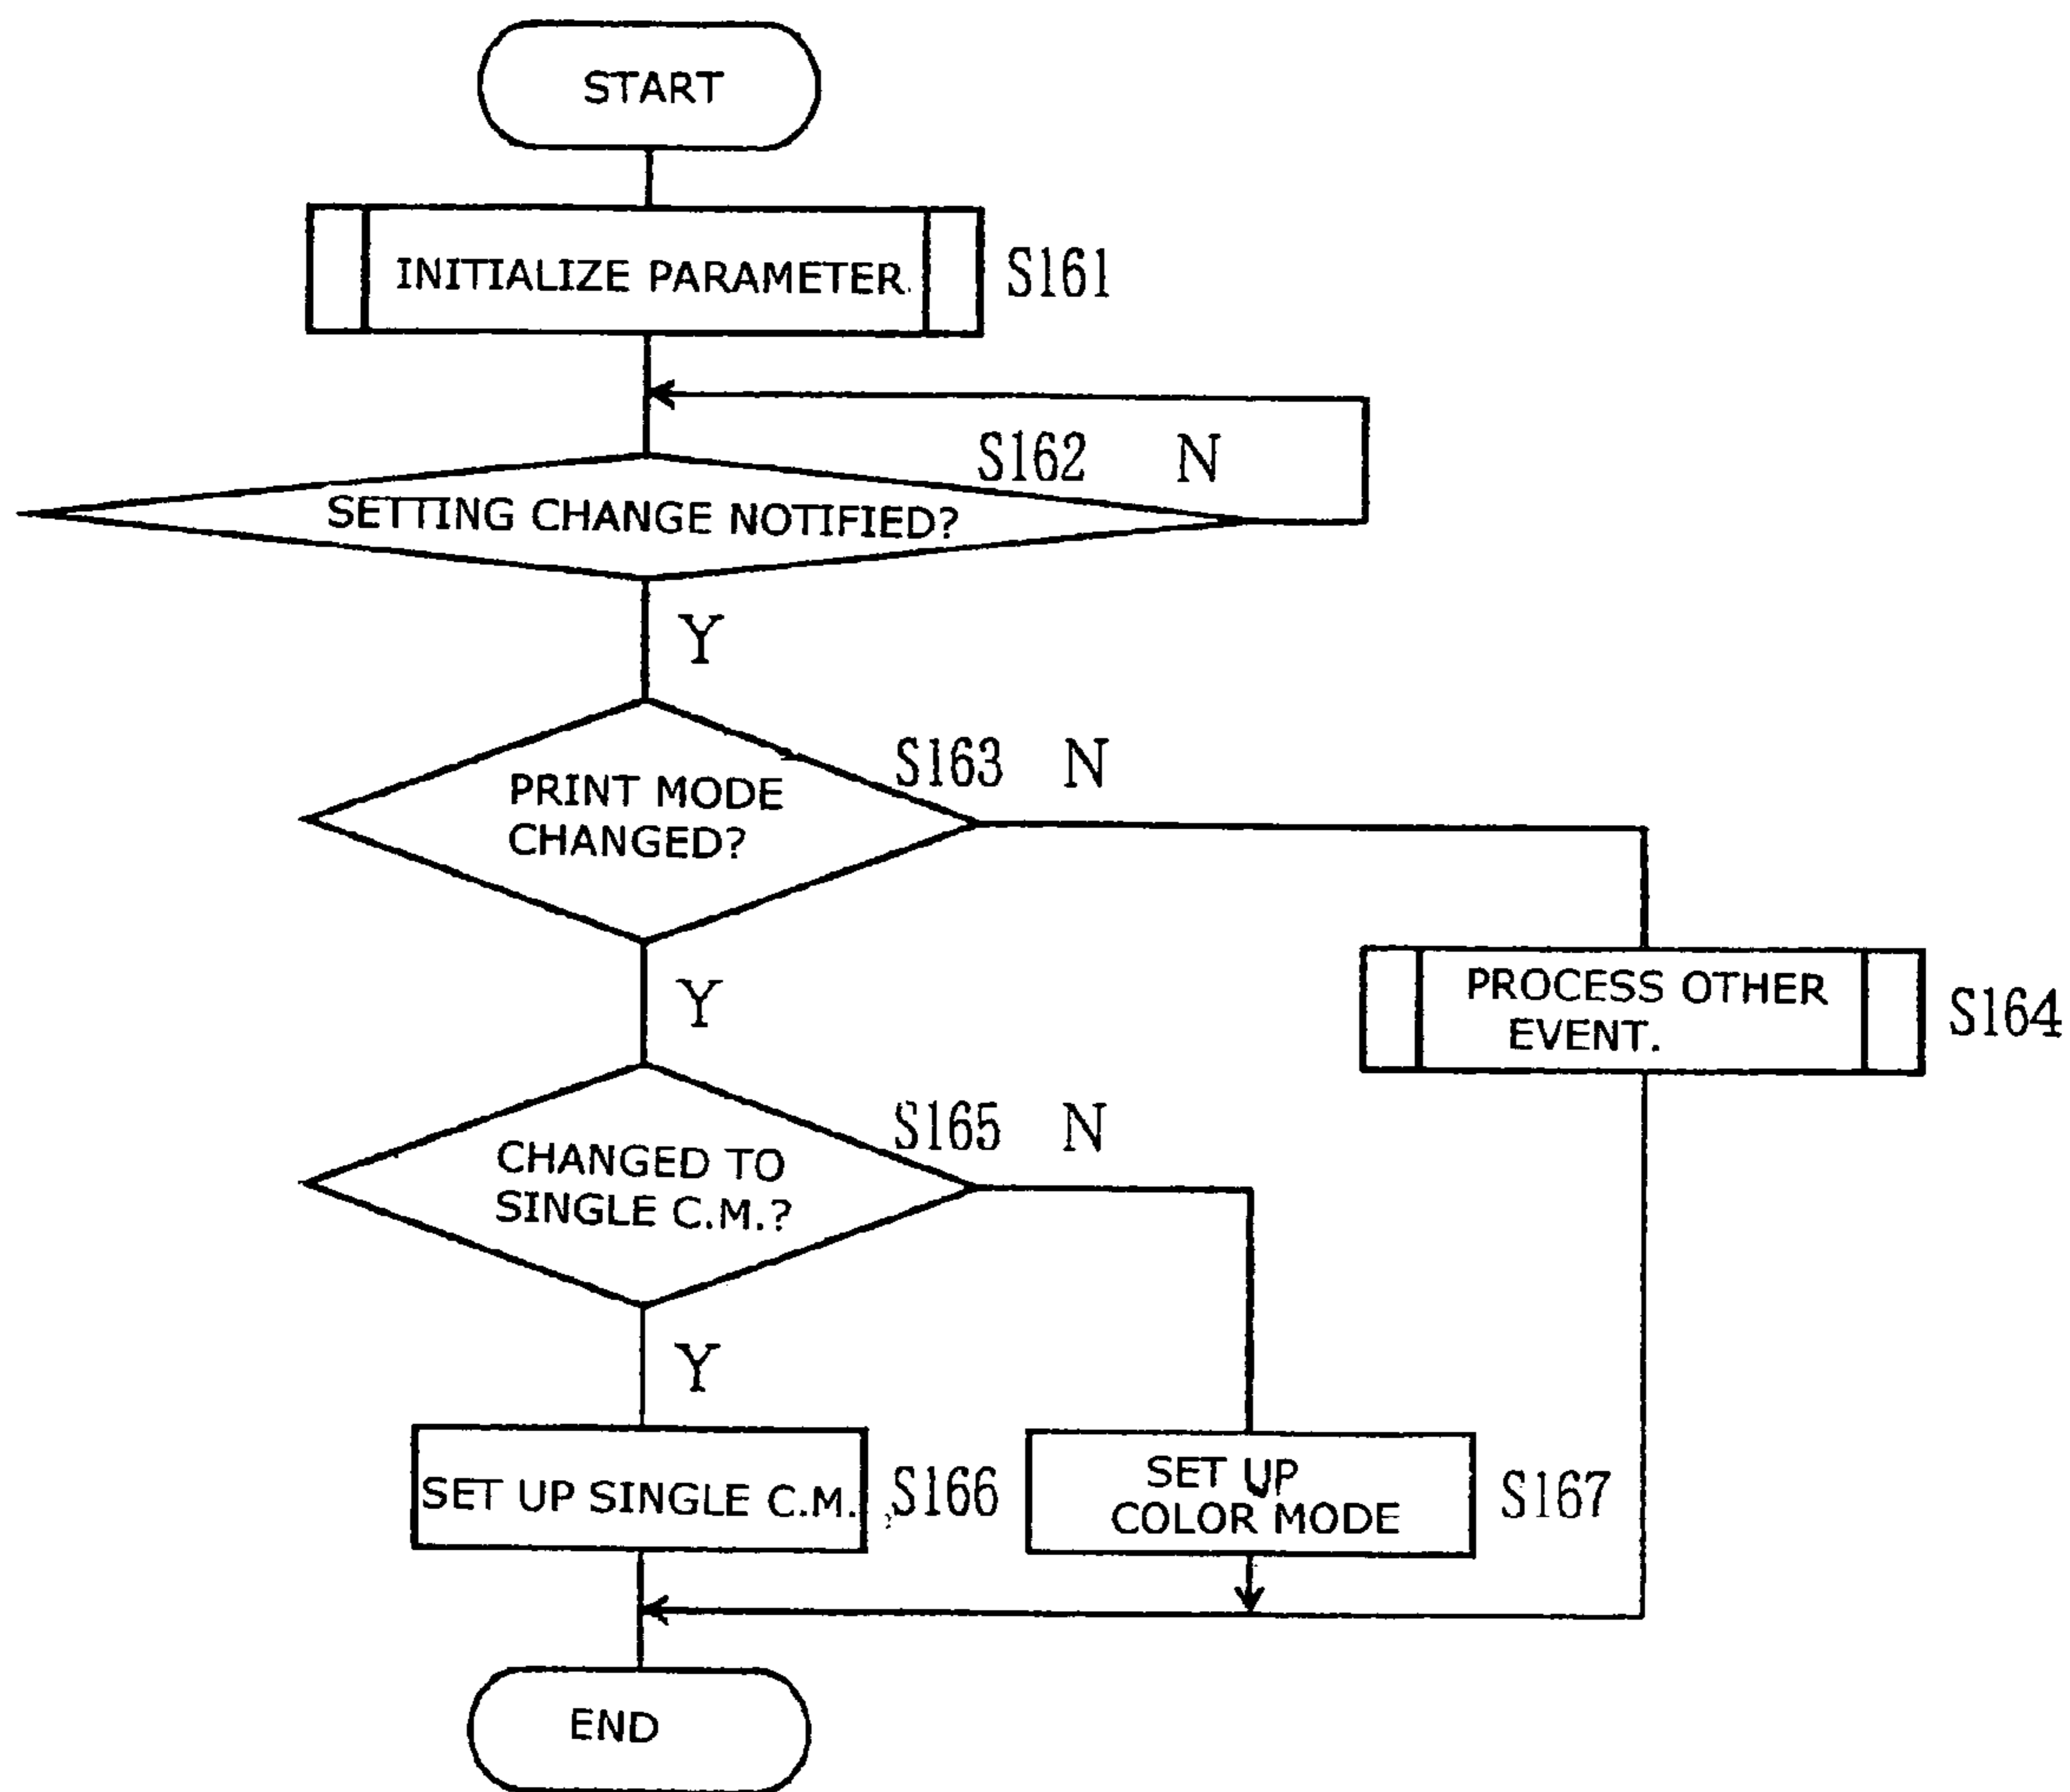 START
INITIALIZE PARAMETER.
S161
S162
N
SETTING CHANGE NOTIFIED?
Y
S163
N
PRINT MODE
CHANGED?
Y
PROCESS OTHER
EVENT.
S164
S165
N
CHANGED TO
SINGLE C.M.?
Y
SET UP SINGLE C.M.
S166
SET UP
COLOR MODE
S167
END